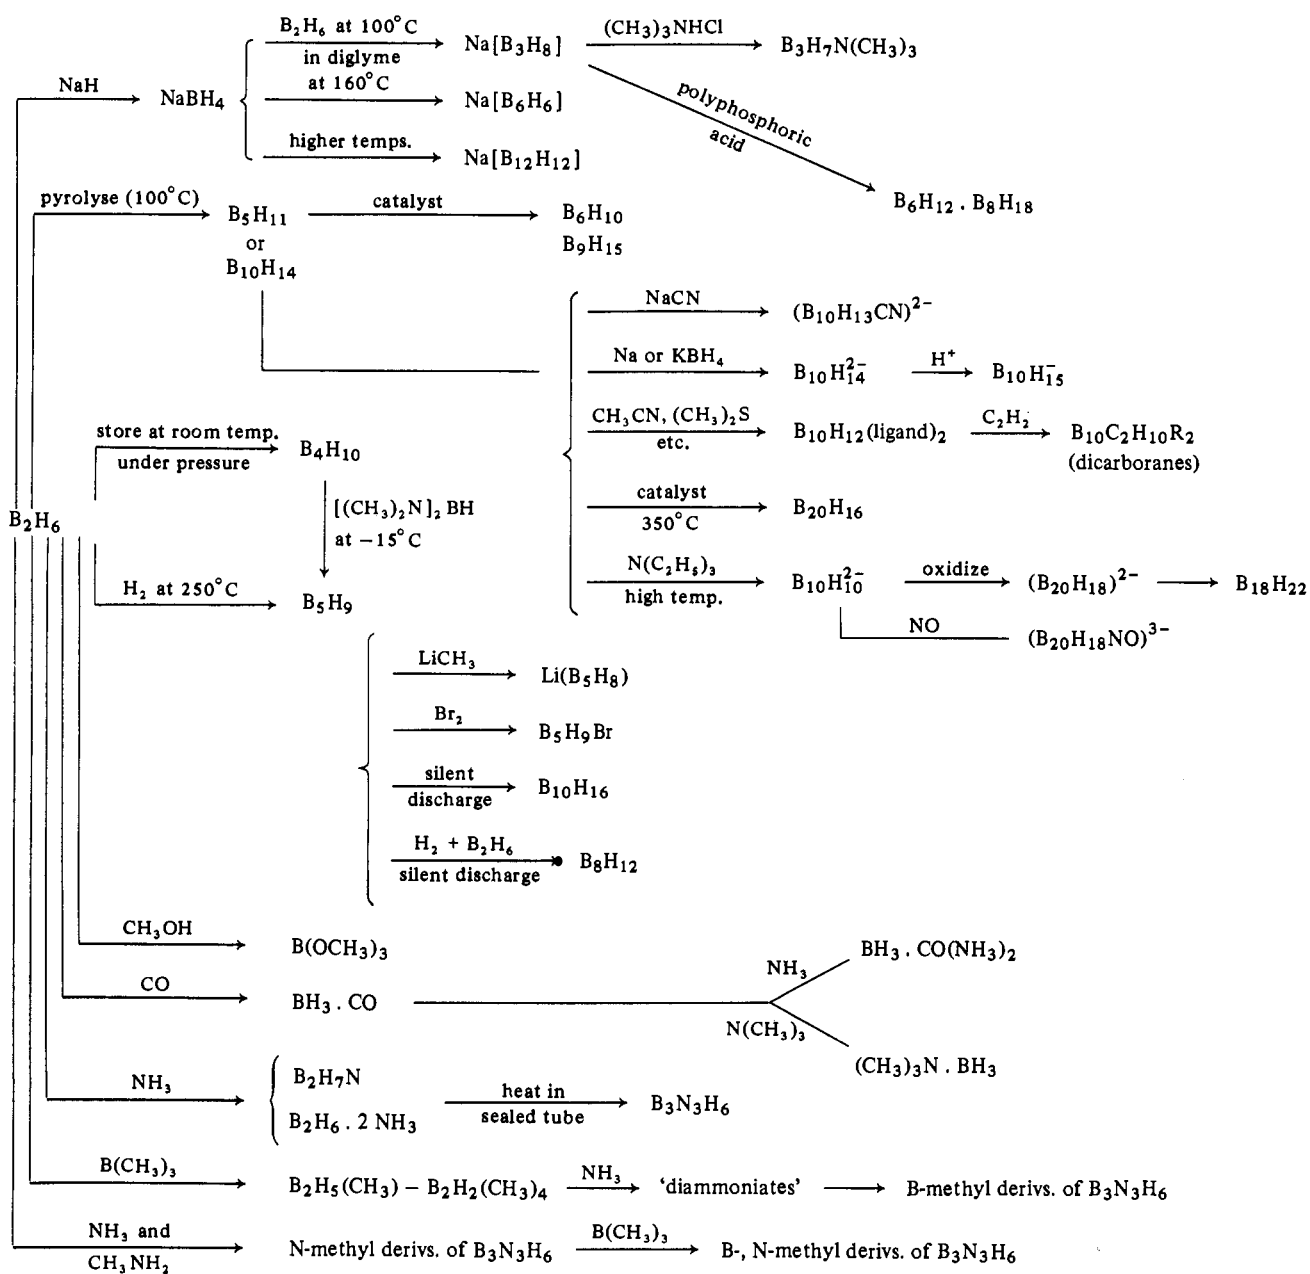 B₂H₆ at 100°C
in diglyme
Na[B₃H₈]
(CH₃)₃NHCl
B₃H₇N(CH₃)₃
NaH
NaBH₄
at 160°C
Na[B₆H₆]
polyphosphoric
acid
higher temps.
Na[B₁₂H₁₂]
B₆H₁₂ . B₈H₁₈
pyrolyse (100°C)
B₅H₁₁
or
B₁₀H₁₄
catalyst
B₆H₁₀
B₉H₁₅
NaCN
(B₁₀H₁₃CN)²⁻
Na or KBH₄
B₁₀H₁₄²⁻
H⁺
B₁₀H₁₅⁻
CH₃CN, (CH₃)₂S
etc.
B₁₀H₁₂(ligand)₂
C₂H₂
B₁₀C₂H₁₀R₂
(dicarboranes)
store at room temp.
under pressure
B₄H₁₀
[(CH₃)₂N]₂ BH
at −15°C
catalyst
350°C
B₂₀H₁₆
B₂H₆
H₂ at 250°C
B₅H₉
N(C₂H₅)₃
high temp.
B₁₀H₁₀²⁻
oxidize
(B₂₀H₁₈)²⁻
B₁₈H₂₂
NO
(B₂₀H₁₈NO)³⁻
LiCH₃
Li(B₅H₈)
Br₂
B₅H₉Br
silent
discharge
B₁₀H₁₆
H₂ + B₂H₆
silent discharge
B₈H₁₂
CH₃OH
B(OCH₃)₃
CO
BH₃ . CO
NH₃
BH₃ . CO(NH₃)₂
N(CH₃)₃
(CH₃)₃N . BH₃
NH₃
B₂H₇N
B₂H₆ . 2 NH₃
heat in
sealed tube
B₃N₃H₆
B(CH₃)₃
B₂H₅(CH₃) – B₂H₂(CH₃)₄
NH₃
‘diammoniates’
B-methyl derivs. of B₃N₃H₆
NH₃ and
CH₃NH₂
N-methyl derivs. of B₃N₃H₆
B(CH₃)₃
B-, N-methyl derivs. of B₃N₃H₆